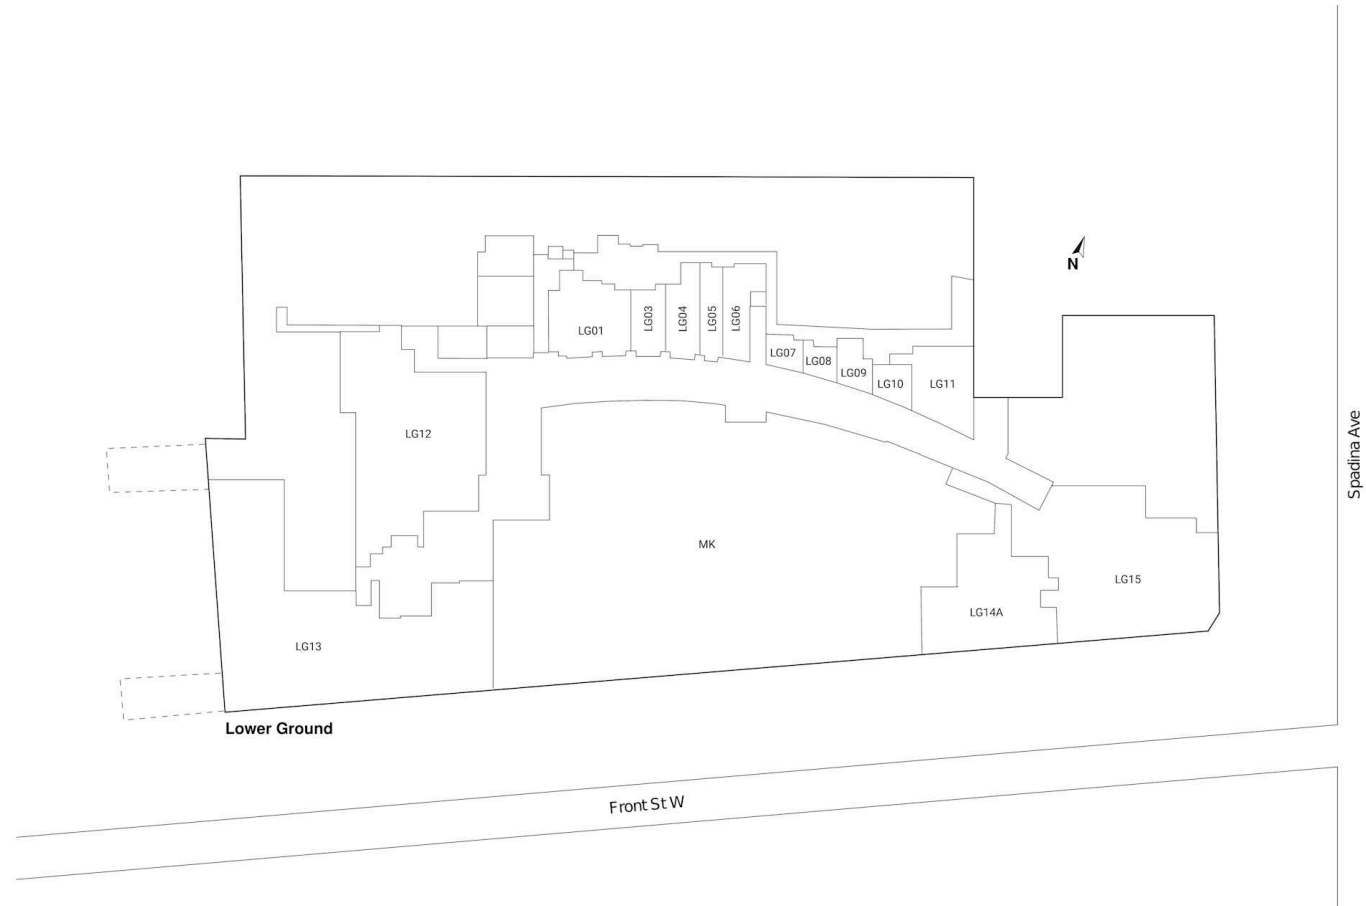 N
LG01
LG03
LG04
LG05
LG06
LG07
LG08
LG09
LG10
LG11
LG12
MK
LG15
LG14A
LG13
Lower Ground
Front St W
Spadina Ave